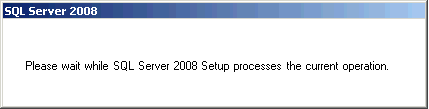 SQL Server 2008
Please wait while SQL Server 2008 Setup processes the current operation.